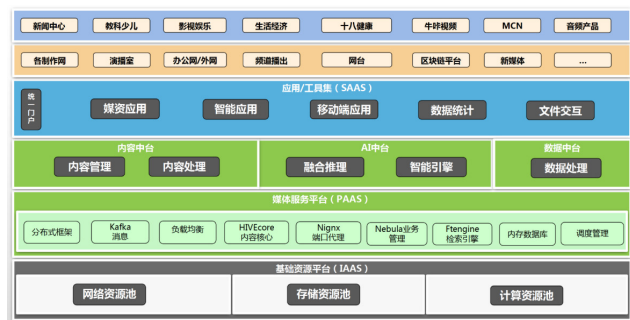 新闻中心 教科少儿 影视娱乐 生活经济 十八健康 牛咔视频 MCN 音频产品
各制作网 演播室 办公网/外网 频道播出 网台 区块链平台 新媒体 ...
应用/工具集（SAAS）
统一门户
媒资应用 智能应用 移动端应用 数据统计 文件交互
内容中台 AI中台 数据中台
内容管理 内容处理 融合推理 智能引擎 数据处理
媒体服务平台（PAAS）
分布式框架 Kafka 消息 负载均衡 HIVEcore 内容核心 Nignx 端口代理 Nebula业务 管理 Ftengine 检索引擎 内存数据库 调度管理
基础资源平台（IAAS）
网络资源池 存储资源池 计算资源池